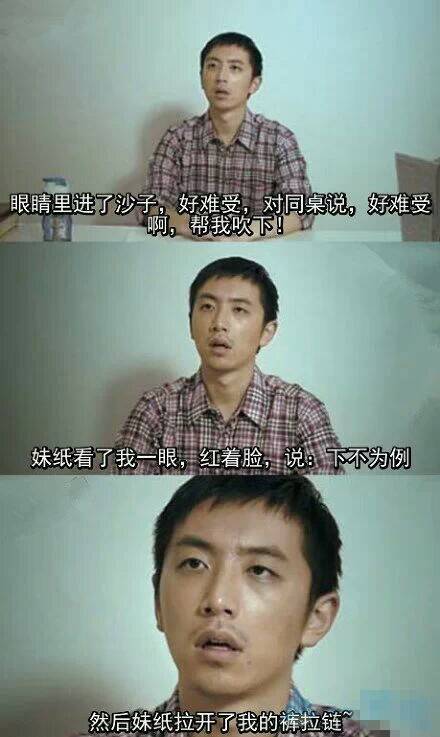 眼睛里进了沙子，好难受，对同桌说，好难受
啊，帮我吹下！
妹纸看了我一眼，红着脸，说：下不为例
然后妹纸拉开了我的裤拉链~